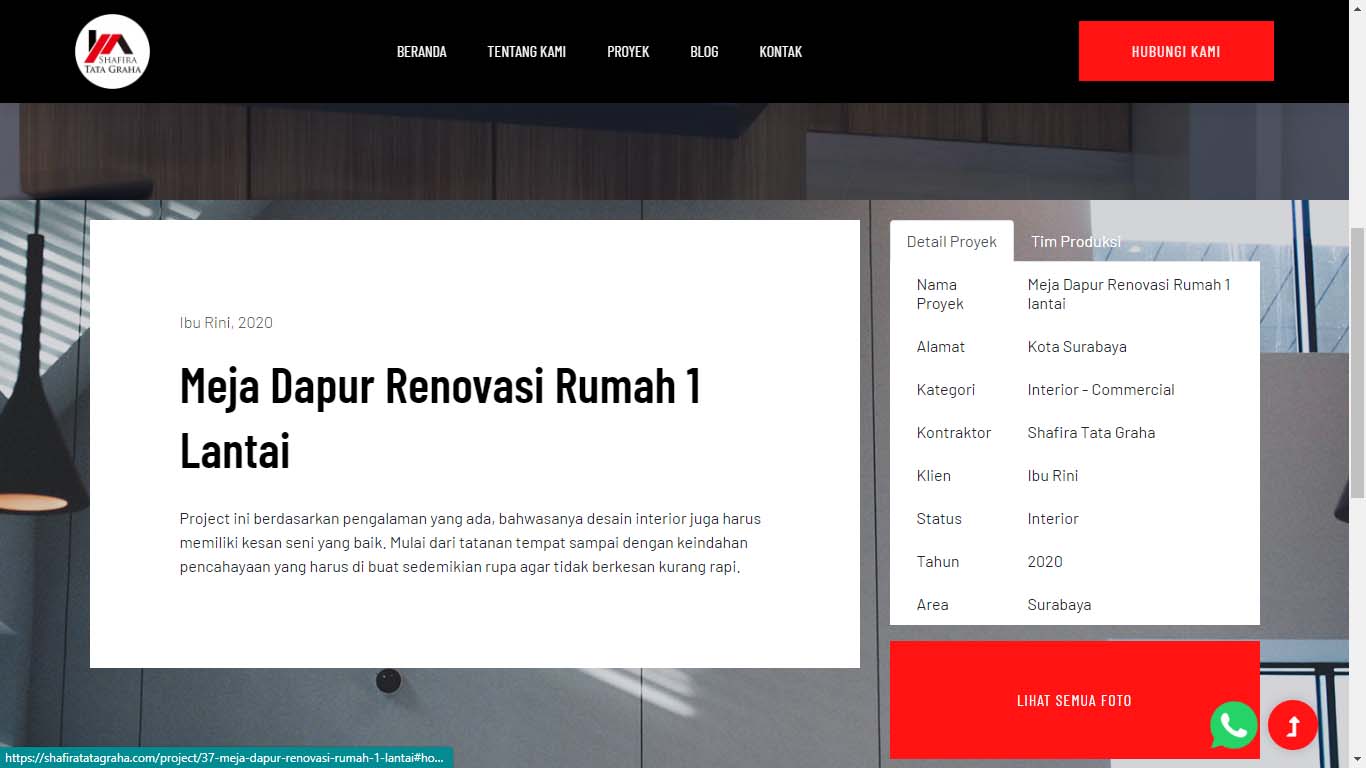 SHAFIRA
TATA GRAHA
BERANDA
TENTANG KAMI
PROYEK
BLOG
KONTAK
HUBUNGI KAMI
Ibu Rini, 2020
Meja Dapur Renovasi Rumah 1
Lantai
Project ini berdasarkan pengalaman yang ada, bahwasanya desain interior juga harus
memiliki kesan seni yang baik. Mulai dari tatanan tempat sampai dengan keindahan
pencahayaan yang harus di buat sedemikian rupa agar tidak berkesan kurang rapi.
Detail Proyek
Tim Produksi
Nama
Proyek
Meja Dapur Renovasi Rumah 1
lantai
Alamat
Kota Surabaya
Kategori
Interior - Commercial
Kontraktor
Shafira Tata Graha
Klien
Ibu Rini
Status
Interior
Tahun
2020
Area
Surabaya
LIHAT SEMUA FOTO
https://shafiratatagraha.com/project/37-meja-dapur-renovasi-rumah-1-lantai#ho...